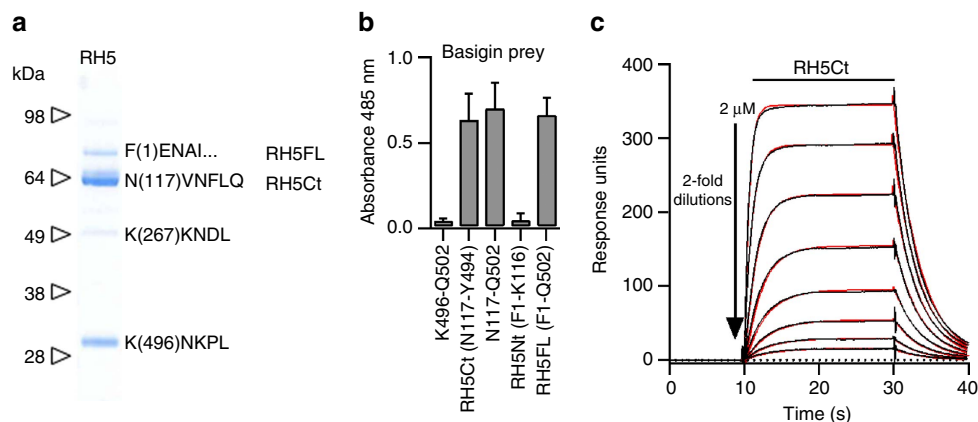 a
RH5
kDa
98
64
49
38
28
F(1)ENAI...
RH5FL
N(117)VNFLQ
RH5Ct
K(267)KNDL
K(496)NKPL
b
Basigin prey
Absorbance 485 nm
1.0
0.5
0.0
K496-Q502
RH5Ct (N117-Y494)
N117-Q502
RH5Nt (F1-K116)
RH5FL (F1-Q502)
c
RH5Ct
2 μM
2-fold
dilutions
Response units
400
300
200
100
0
0
10
20
30
40
Time (s)